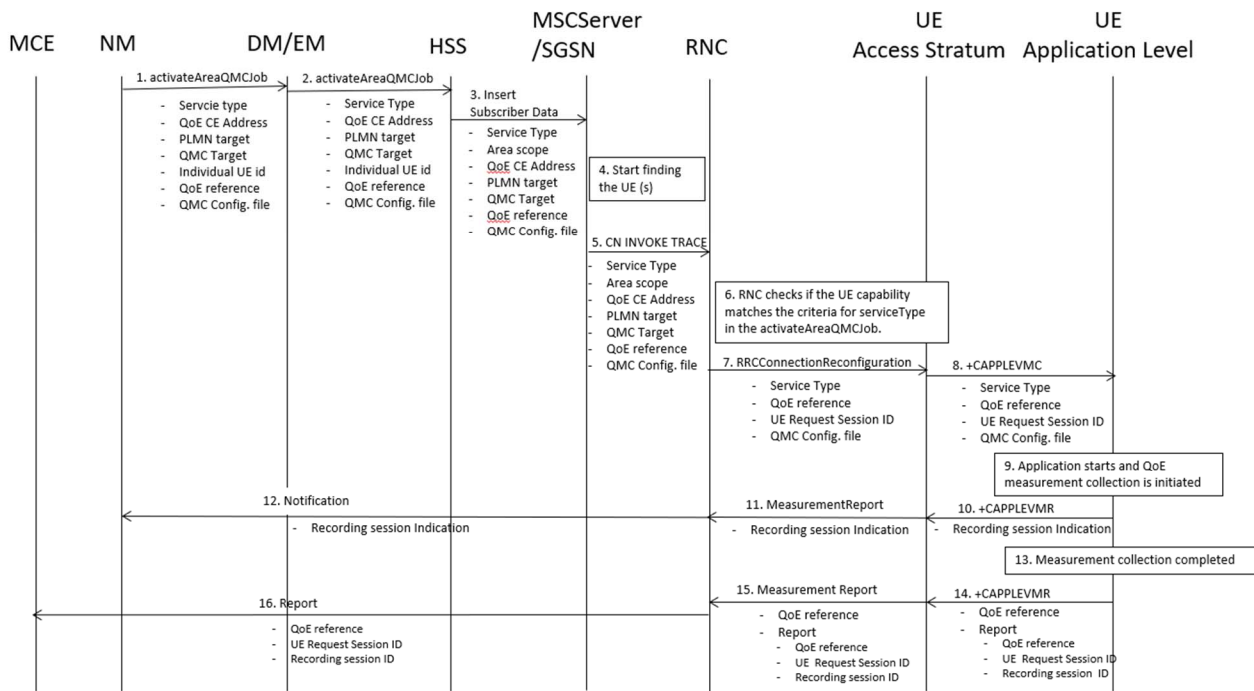 MCE
NM
DM/EM
HSS
MSCServer
/SGSN
RNC
UE
Access Stratum
UE
Application Level
1. activateAreaQMCJob
- Servcie type
- QoE CE Address
- PLMN target
- QMC Target
- Individual UE id
- QoE reference
- QMC Config. file
2. activateAreaQMCJob
- Service Type
- QoE CE Address
- PLMN target
- QMC Target
- Individual UE id
- QoE reference
- QMC Config. file
3. Insert
Subscriber Data
- Service Type
- Area scope
- QoE CE Address
- PLMN target
- QMC Target
- QoE reference
- QMC Config. file
4. Start finding
the UE (s)
5. CN INVOKE TRACE
- Service Type
- Area scope
- QoE CE Address
- PLMN target
- QMC Target
- QoE reference
- QMC Config. file
6. RNC checks if the UE capability
matches the criteria for serviceType
in the activateAreaQMCJob.
7. RRCConnectionReconfiguration
- Service Type
- QoE reference
- UE Request Session ID
- QMC Config. file
8. +CAPPLEVMC
- Service Type
- QoE reference
- UE Request Session ID
- QMC Config. file
9. Application starts and QoE
measurement collection is initiated
10. +CAPPLEVMR
- Recording session Indication
11. MeasurementReport
- Recording session Indication
12. Notification
- Recording session Indication
13. Measurement collection completed
14. +CAPPLEVMR
- QoE reference
- Report
- QoE reference
- UE Request Session ID
- Recording session ID
15. Measurement Report
- QoE reference
- Report
- QoE reference
- UE Request Session ID
- Recording session ID
16. Report
- QoE reference
- UE Request Session ID
- Recording session ID